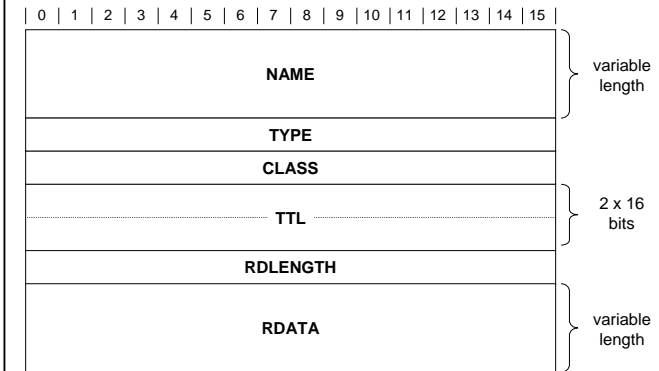 | 0 | 1 | 2 | 3 | 4 | 5 | 6 | 7 | 8 | 9 | 10 | 11 | 12 | 13 | 14 | 15 |
NAME
variable
length
TYPE
CLASS
TTL
2 x 16
bits
RDLENGTH
RDATA
variable
length